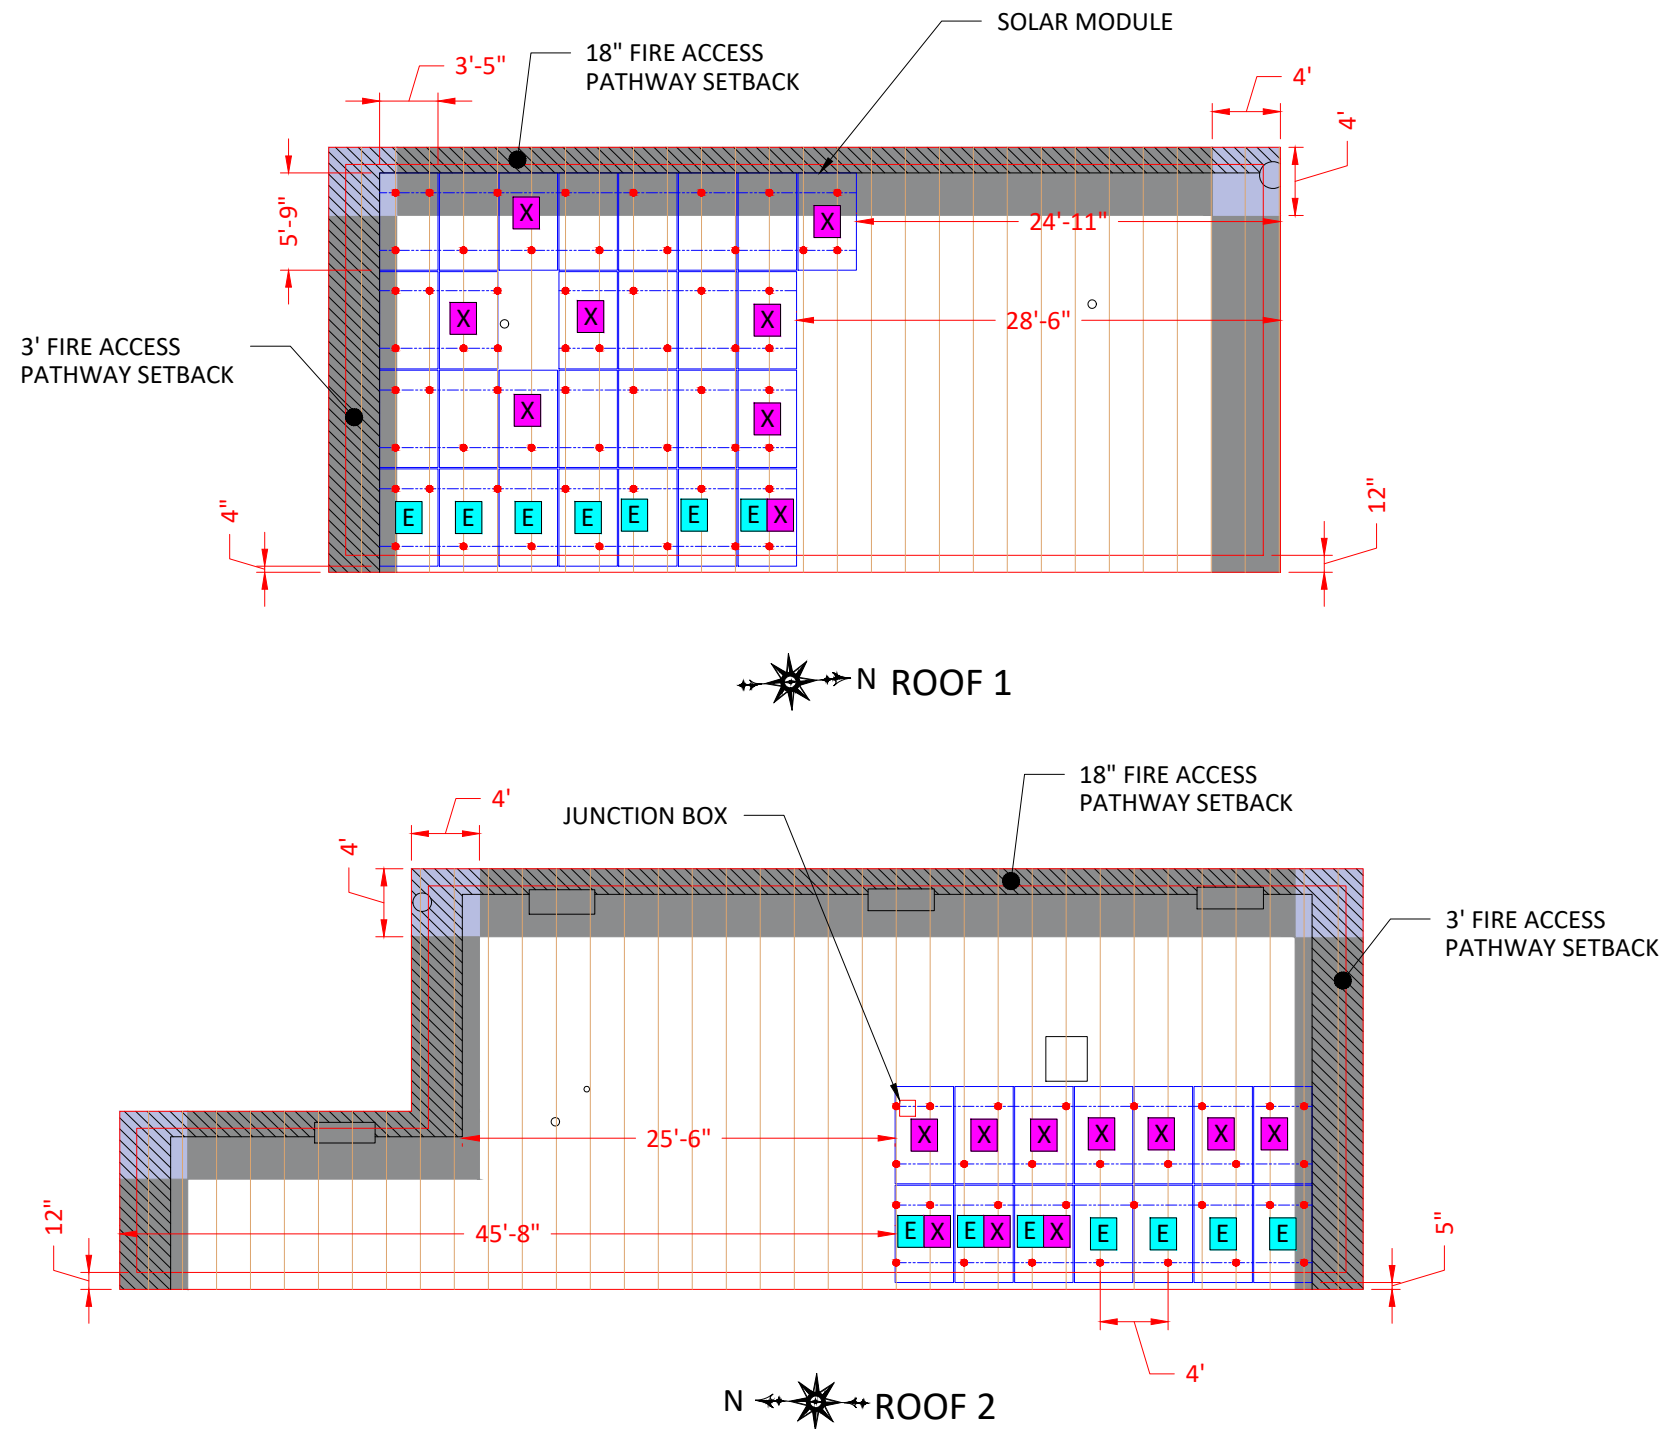 SOLAR MODULE
18" FIRE ACCESS
PATHWAY SETBACK
3'-5"
4'
4'
5'-9"
X
X
24'-11"
X
X
X
28'-6"
3' FIRE ACCESS
PATHWAY SETBACK
X
X
4"
E
E
E
E
E
E
E X
12"
N ROOF 1
18" FIRE ACCESS
PATHWAY SETBACK
4'
JUNCTION BOX
4'
3' FIRE ACCESS
PATHWAY SETBACK
25'-6"
X
X
X
X
X
X
X
12"
45'-8"
E X
E X
E X
E
E
E
E
5"
4'
N ROOF 2